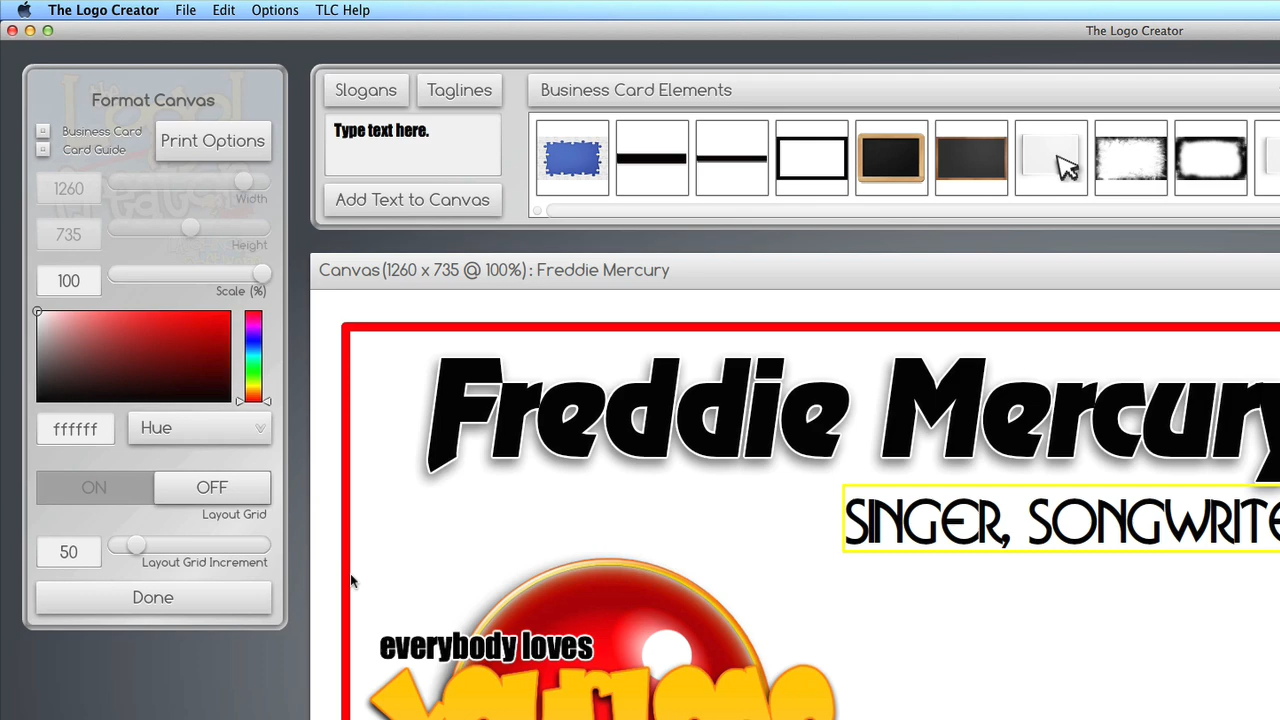 The Logo Creator File Edit Options TLC Help
The Logo Creator
Format Canvas
Business Card
Card Guide
Print Options
1260
Width
735
Height
100
Scale (%)
ffffff
Hue
ON OFF
Layout Grid
50
Layout Grid Increment
Done
Slogans Taglines
Type text here.
Add Text to Canvas
Business Card Elements
Canvas (1260 x 735 @ 100%) : Freddie Mercury
Freddie Mercury
SINGER, SONGWRITE
everybody loves
your logo